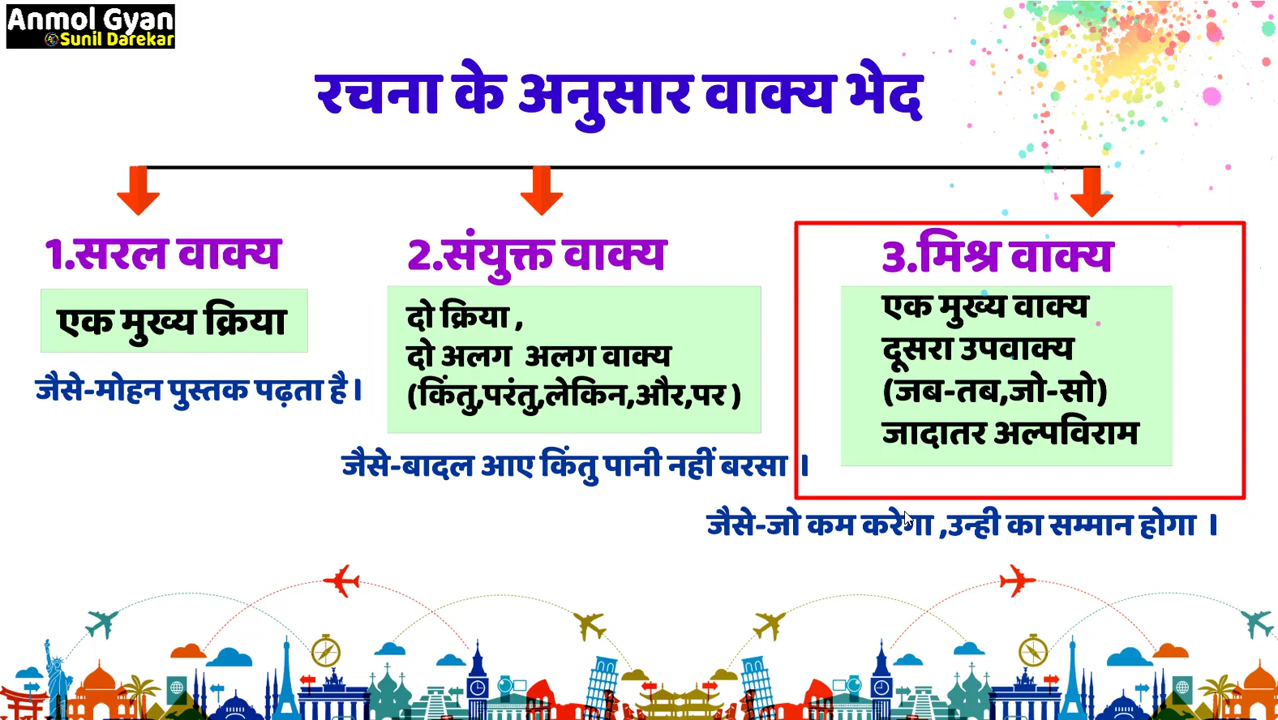 Anmol Gyan
Sunil Darekar
रचना के अनुसार वाक्य भेद
1.सरल वाक्य
एक मुख्य क्रिया
जैसे-मोहन पुस्तक पढ़ता है।
2.संयुक्त वाक्य
दो क्रिया ,
दो अलग अलग वाक्य
(किंतु,परंतु,लेकिन,और,पर )
जैसे-बादल आए किंतु पानी नहीं बरसा ।
3.मिश्र वाक्य
एक मुख्य वाक्य
दूसरा उपवाक्य
(जब-तब,जो-सो)
जादातर अल्पविराम
जैसे-जो कम करेगा ,उन्ही का सम्मान होगा ।